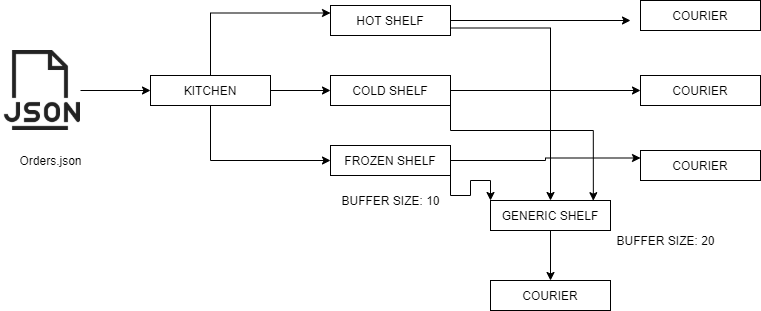 HOT SHELF
COURIER
JSON
KITCHEN
COLD SHELF
COURIER
Orders.json
FROZEN SHELF
COURIER
BUFFER SIZE: 10
GENERIC SHELF
BUFFER SIZE: 20
COURIER